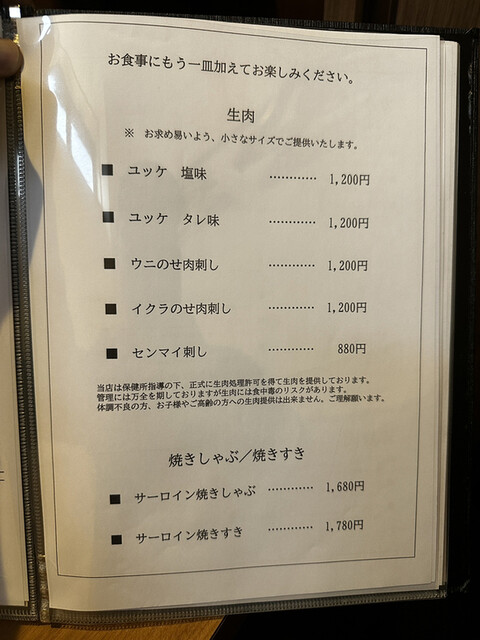 お食事にもう一皿加えてお楽しみください。
生肉
※ お求め易いよう、小さなサイズでご提供いたします。
■ ユッケ 塩味 ………… 1,200円
■ ユッケ タレ味 ………… 1,200円
■ ウニのせ肉刺し ………… 1,200円
■ イクラのせ肉刺し ………… 1,200円
■ センマイ刺し ………… 880円
当店は保健所指導の下、正式に生肉処理許可を得て生肉を提供しております。
管理には万全を期しておりますが生肉には食中毒のリスクがあります。
体調不良の方、お子様やご高齢の方への生肉提供は出来ません。ご理解願います。
焼きしゃぶ/焼きすき
■ サーロイン焼きしゃぶ ………… 1,680円
■ サーロイン焼きすき ………… 1,780円